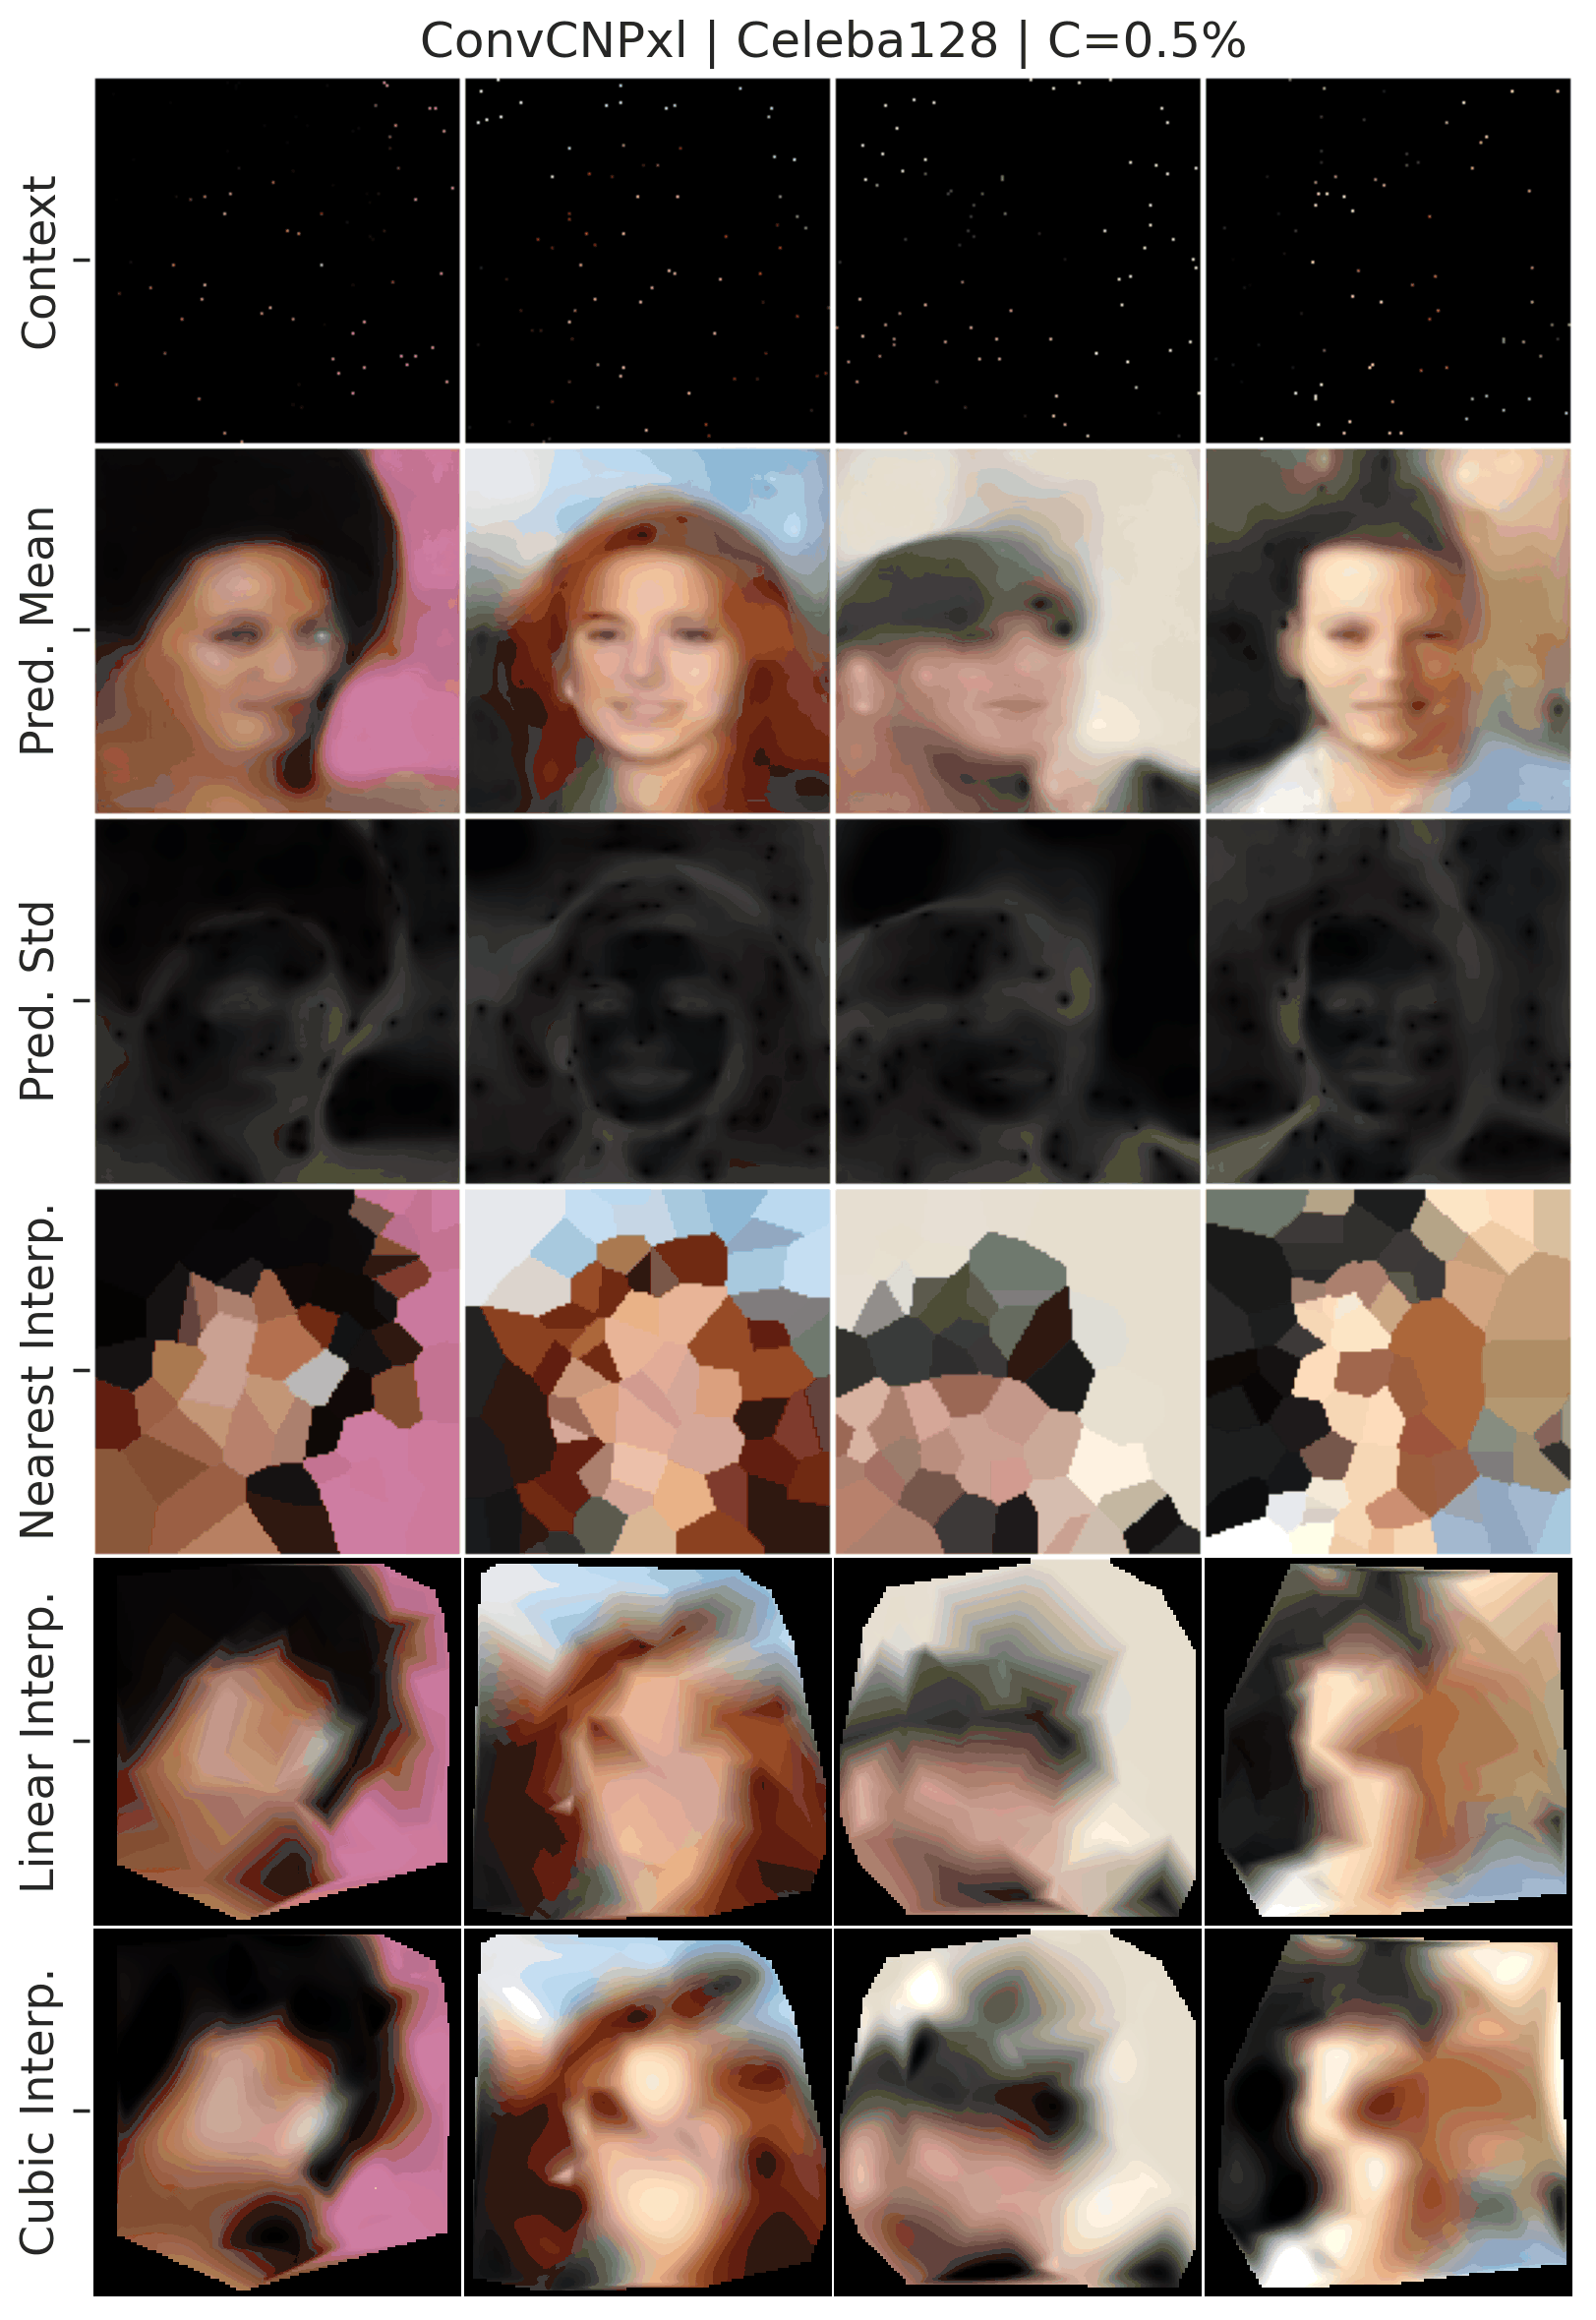 ConvCNPxl | Celeba128 | C=0.5%
Context
Pred. Mean
Pred. Std
Nearest Interp.
Linear Interp.
Cubic Interp.